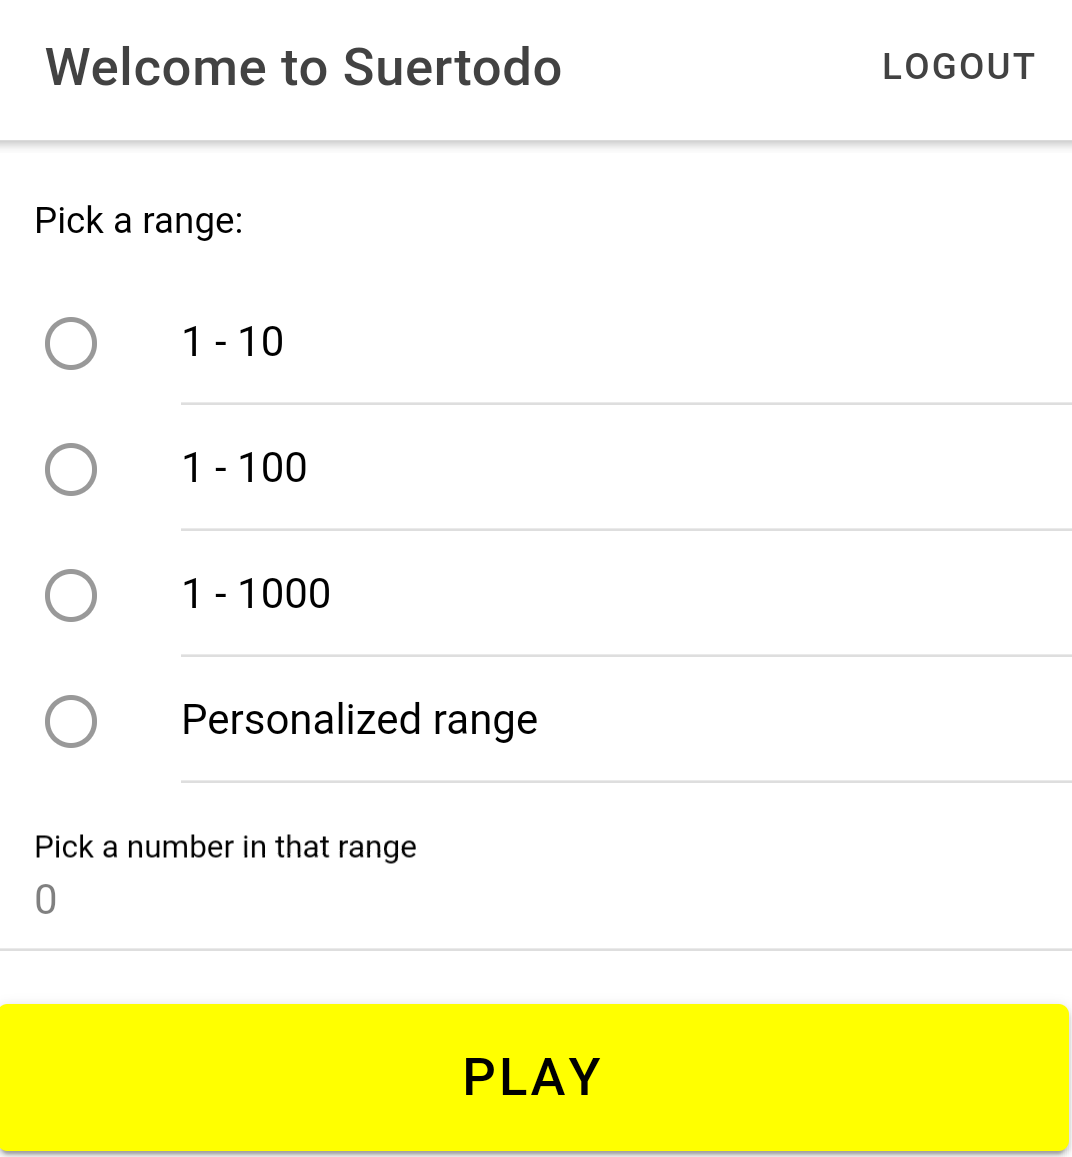 Welcome to Suertodo
LOGOUT
Pick a range:
1 - 10
1 - 100
1 - 1000
Personalized range
Pick a number in that range
0
PLAY